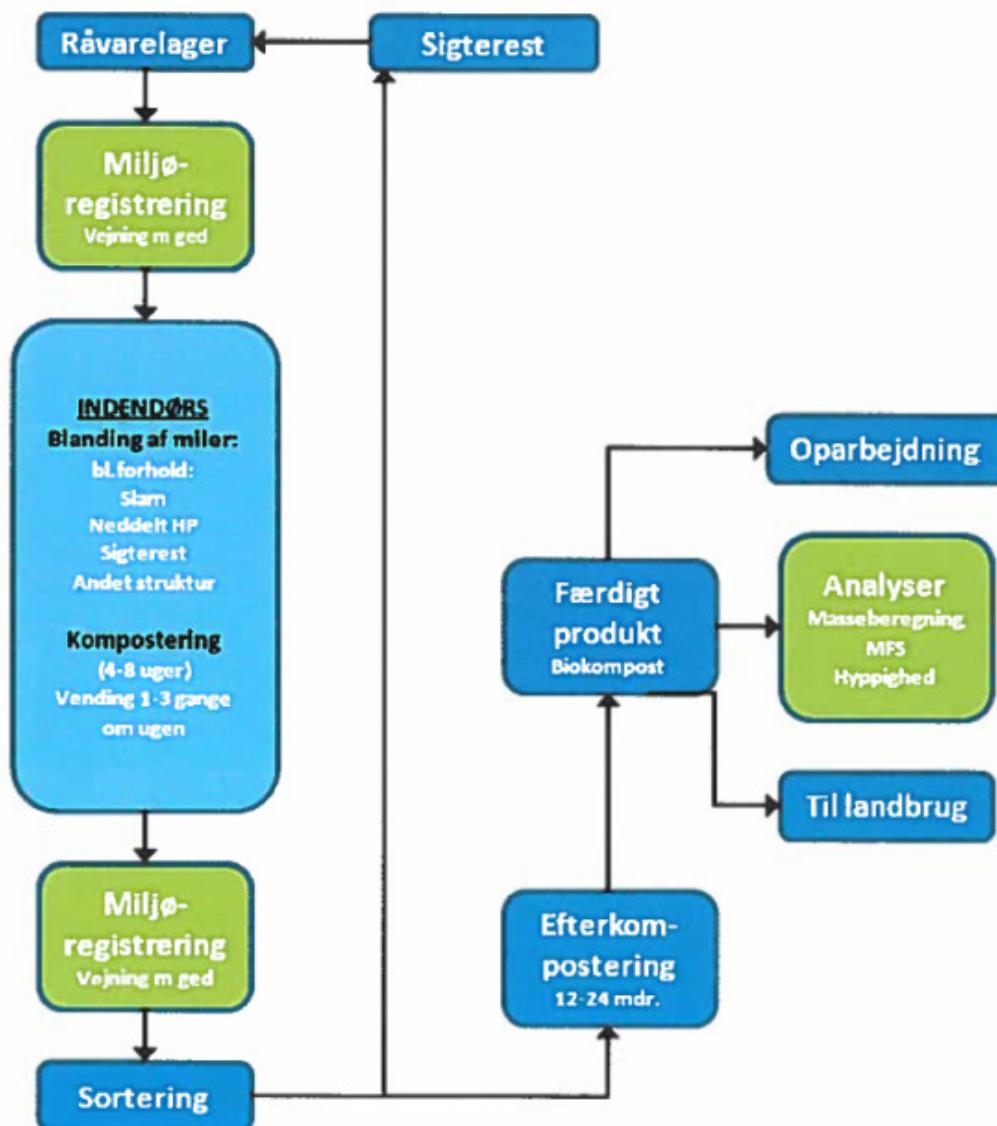 Råvarelager
Sigterest
Miljø-
registrering
Vejning m ged
INDENDØRS
Blanding af miler:
bl.forhold:
Slam
Neddelt HP
Sigterest
Andet struktur
Kompostering
(4-8 uger)
Vending 1-3 gange
om ugen
Miljø-
registrering
Vejning m ged
Sortering
Efterkom-
postering
12-24 mdr.
Færdigt
produkt
Biokompost
Oparbejdning
Analyser
Masseberegning
MFS
Hyppighed
Til landbrug